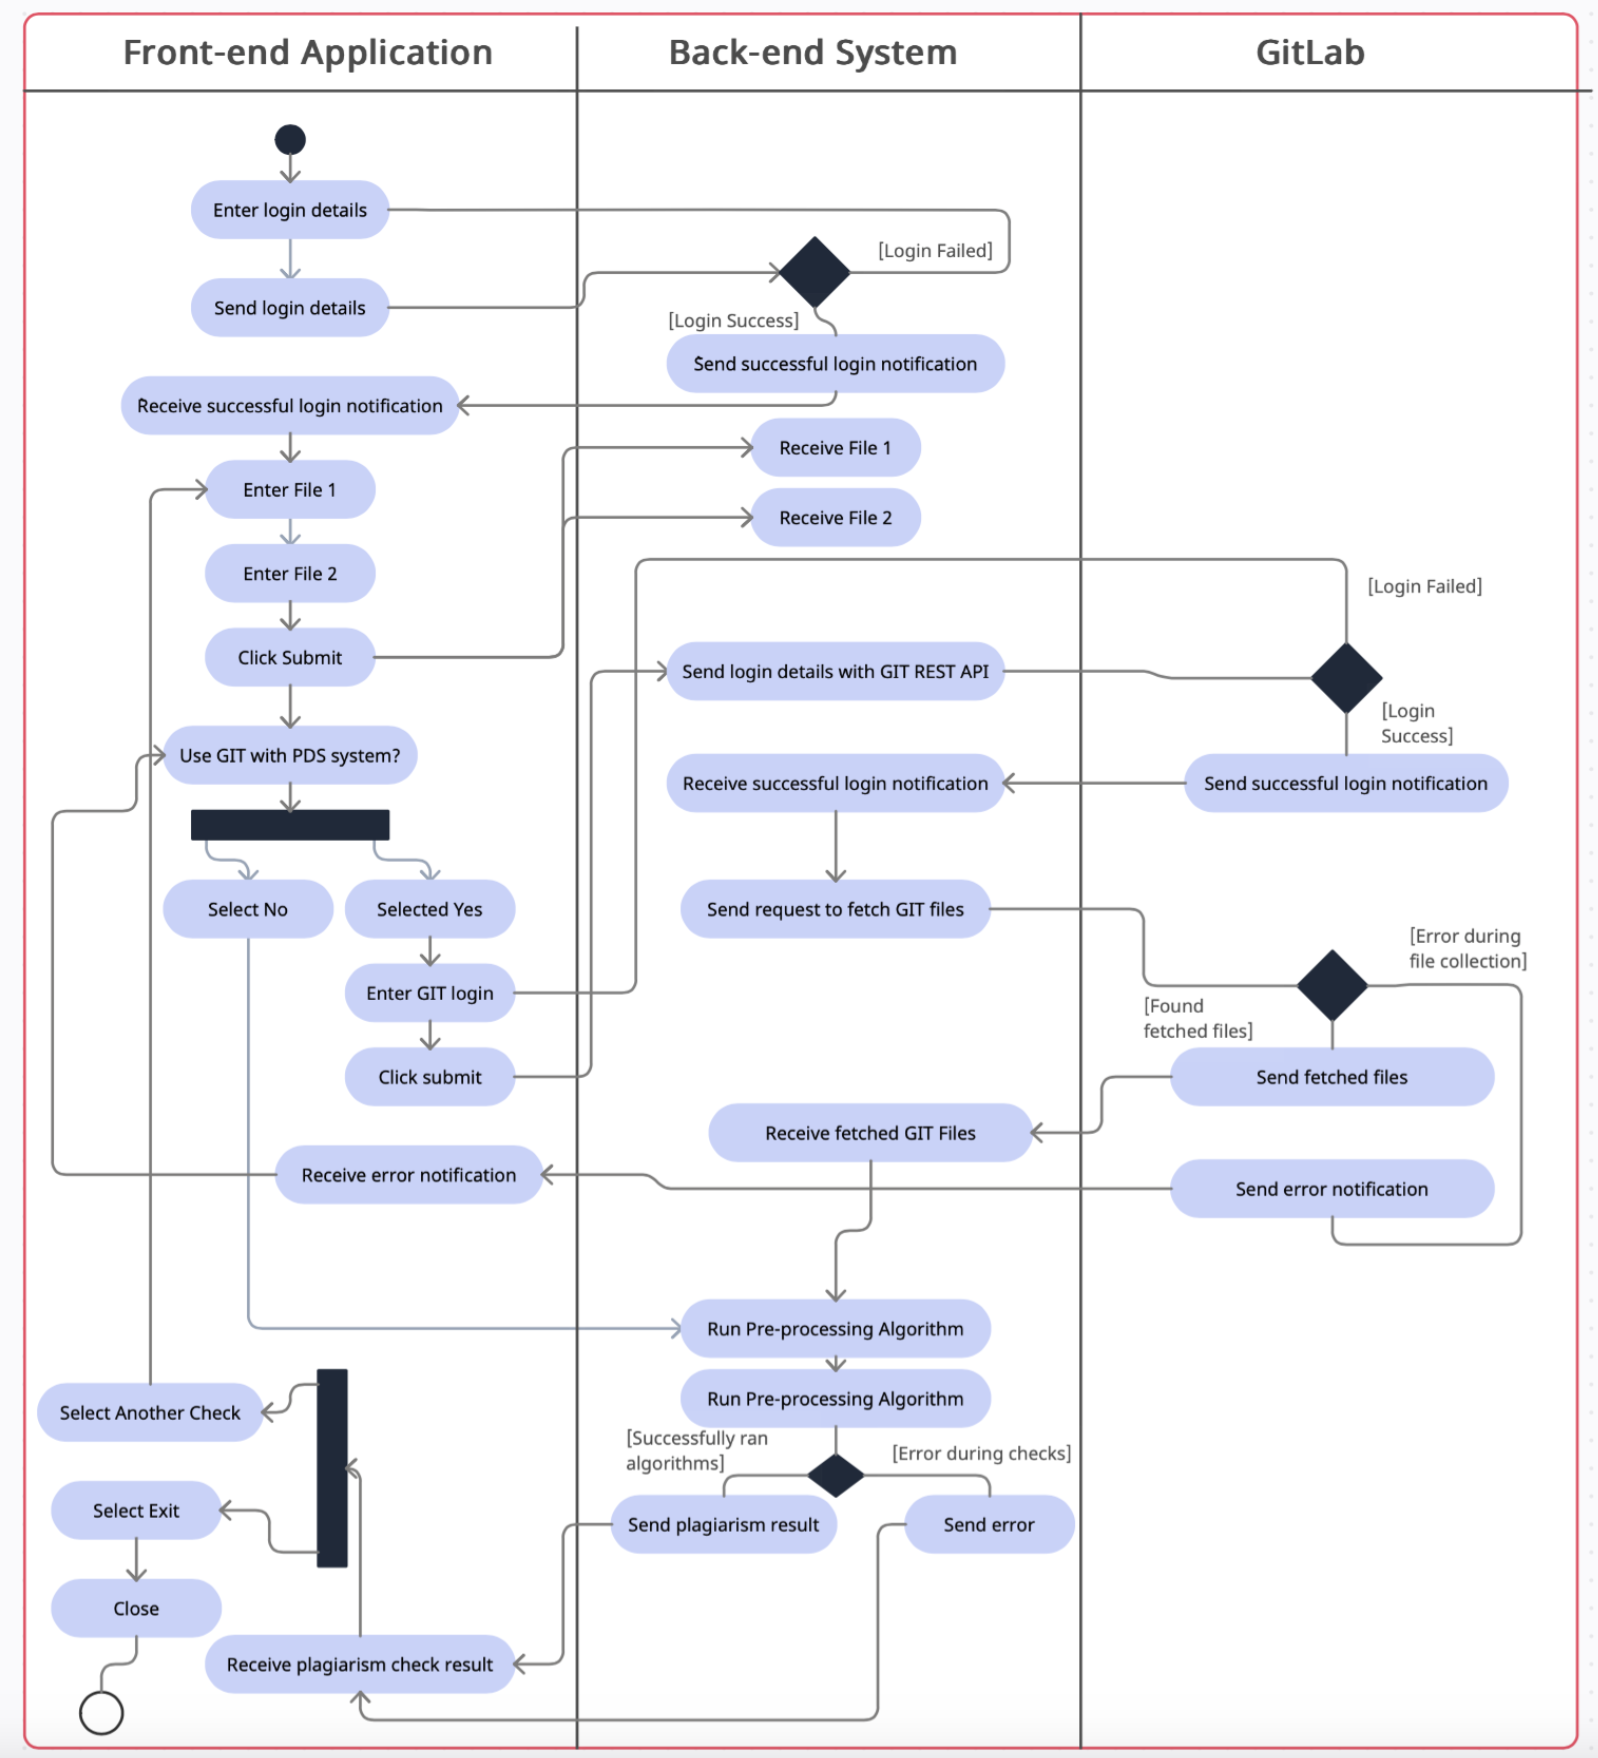 Front-end Application
Back-end System
GitLab
Enter login details
[Login Failed]
Send login details
[Login Success]
Send successful login notification
Receive successful login notification
Receive File 1
Enter File 1
Receive File 2
Enter File 2
[Login Failed]
Click Submit
Send login details with GIT REST API
[Login
Success]
Use GIT with PDS system?
Receive successful login notification
Send successful login notification
Select No
Selected Yes
Send request to fetch GIT files
[Error during
file collection]
Enter GIT login
[Found
fetched files]
Click submit
Send fetched files
Receive fetched GIT Files
Receive error notification
Send error notification
Run Pre-processing Algorithm
Run Pre-processing Algorithm
Select Another Check
[Successfully ran
algorithms]
[Error during checks]
Select Exit
Send plagiarism result
Send error
Close
Receive plagiarism check result